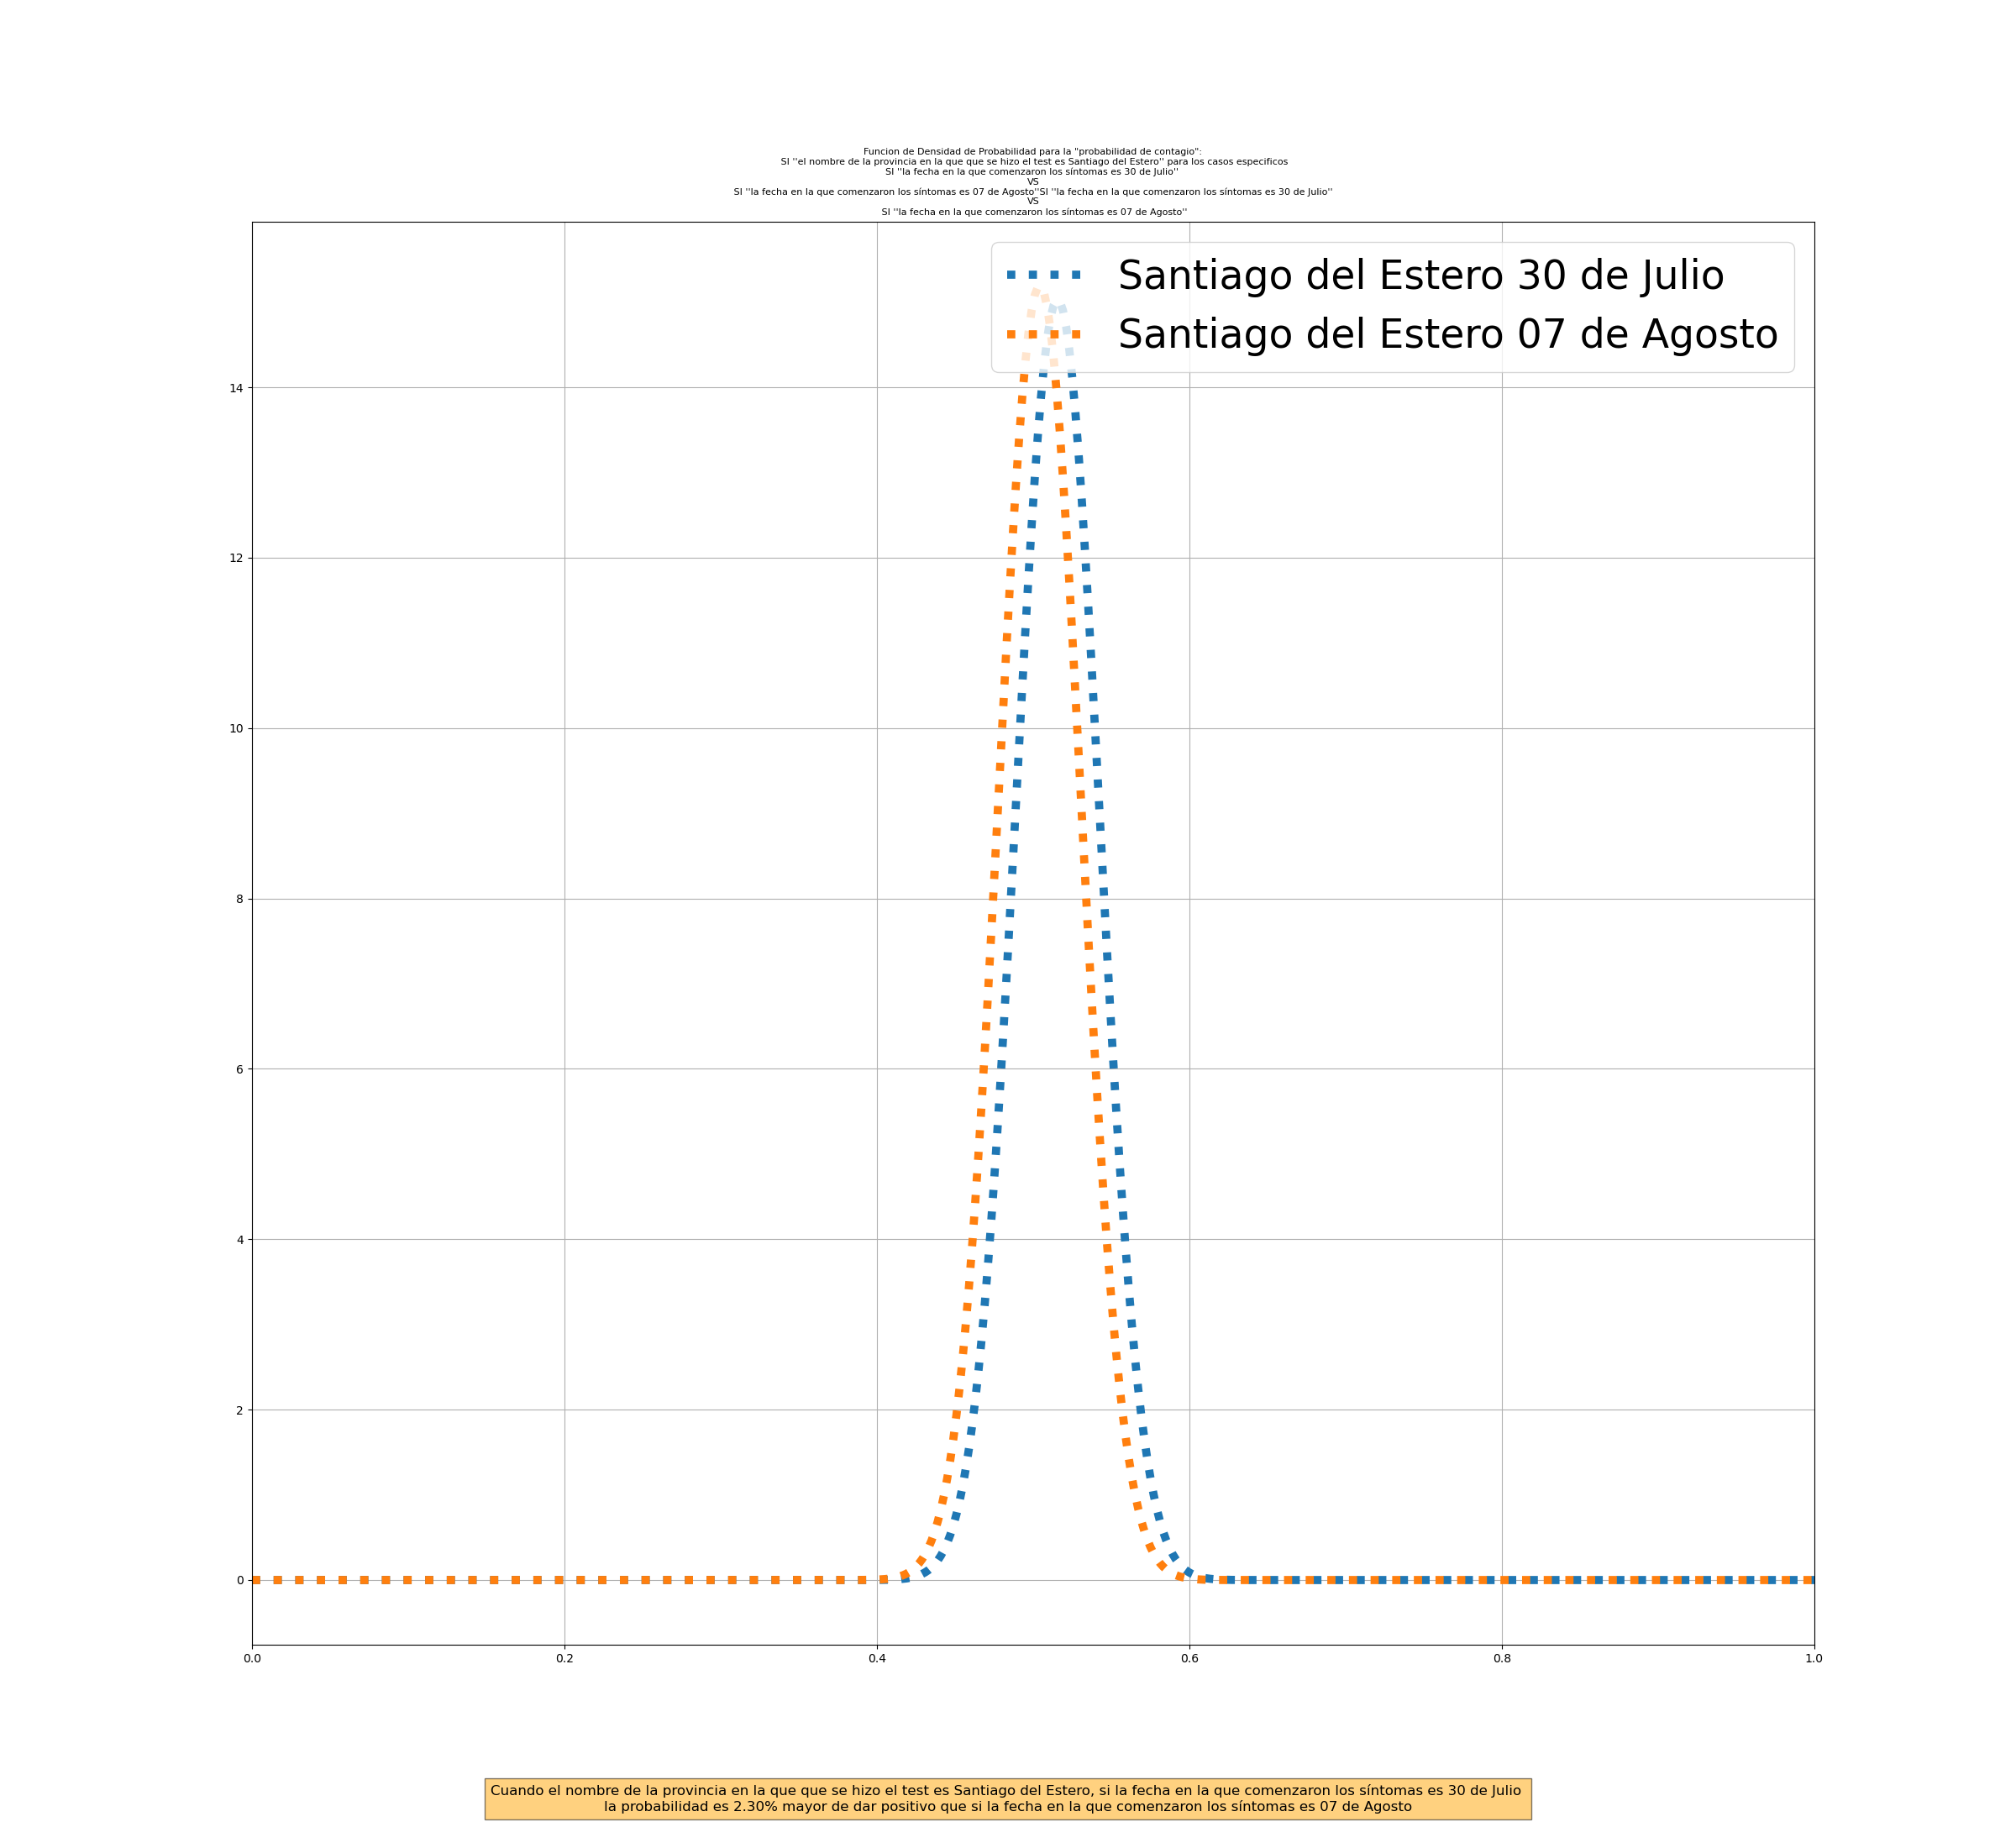 Funcion de Densidad de Probabilidad para la "probabilidad de contagio":
SI ''el nombre de la provincia en la que que se hizo el test es Santiago del Estero'' para los casos especificos
SI ''la fecha en la que comenzaron los síntomas es 30 de Julio''
VS
SI ''la fecha en la que comenzaron los síntomas es 07 de Agosto''SI ''la fecha en la que comenzaron los síntomas es 30 de Julio''
VS
SI ''la fecha en la que comenzaron los síntomas es 07 de Agosto''
Santiago del Estero 30 de Julio
Santiago del Estero 07 de Agosto
14
12
10
8
6
4
2
0
0.0 0.2 0.4 0.6 0.8 1.0
Cuando el nombre de la provincia en la que que se hizo el test es Santiago del Estero, si la fecha en la que comenzaron los síntomas es 30 de Julio
la probabilidad es 2.30% mayor de dar positivo que si la fecha en la que comenzaron los síntomas es 07 de Agosto